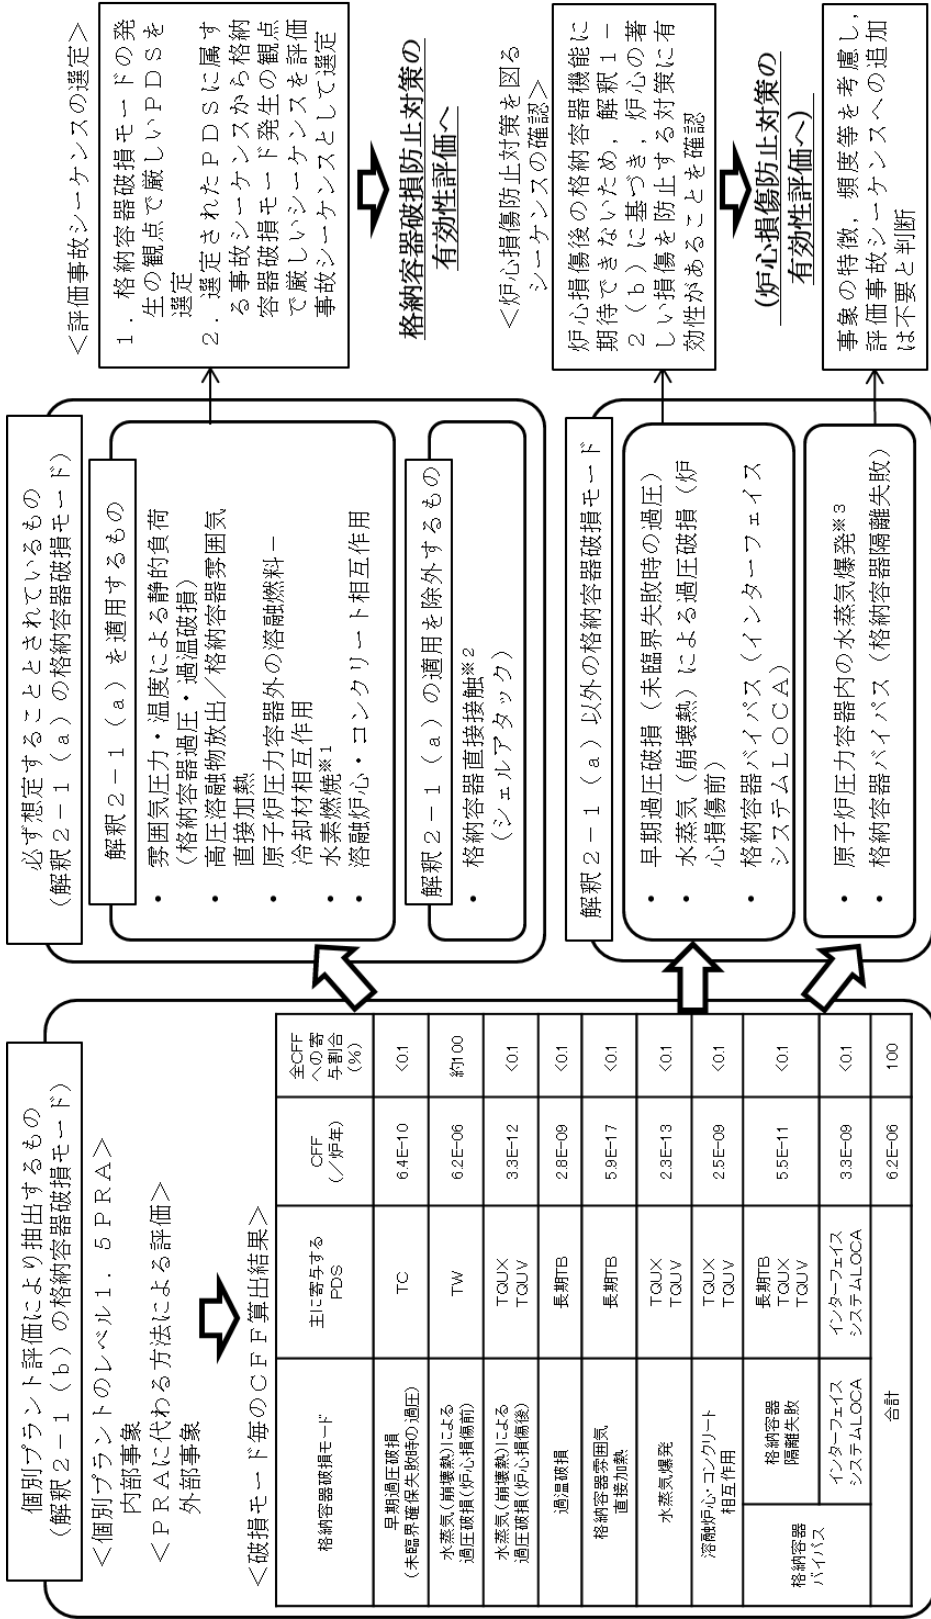 個別プラント評価により抽出するもの
(解釈2-1(b)の格納容器破損モード)
<個別プラントのレベル1.5PRA>
内部事象
<PRAに代わる方法による評価>
外部事象
<破損モード毎のCFF算出結果>
格納容器破損モード 主に寄与するPDS CFF(/炉年) 全CFFへの寄与割合(%)
早期過圧破損(未臨界確保失敗時の過圧) TC 6.4E-10 <0.1
水蒸気(崩壊熱)による過圧破損(炉心損傷前) TW 6.2E-06 約100
水蒸気(崩壊熱)による過圧破損(炉心損傷後) TQUX TQUV 3.3E-12 <0.1
過温破損 長期TB 2.8E-09 <0.1
格納容器雰囲気直接加熱 長期TB 5.9E-17 <0.1
水蒸気爆発 TQUX TQUV 2.3E-13 <0.1
溶融炉心・コンクリート相互作用 TQUX TQUV 2.5E-09 <0.1
格納容器バイパス 格納容器隔離失敗 長期TB TQUX TQUV 5.5E-11 <0.1
インターフェイスシステムLOCA インターフェイスシステムLOCA 3.3E-09 <0.1
合計 6.2E-06 100
必ず想定することとされているもの
(解釈2-1(a)の格納容器破損モード)
解釈2-1(a)を適用するもの
・ 雰囲気圧力・温度による静的負荷
(格納容器過圧・過温破損)
・ 高圧溶融物放出/格納容器雰囲気
直接加熱
・ 原子炉圧力容器外の溶融燃料-
冷却材相互作用
・ 水素燃焼※1
・ 溶融炉心・コンクリート相互作用
解釈2-1(a)の適用を除外するもの
・ 格納容器直接接触※2
(シェルアタック)
解釈2-1(a)以外の格納容器破損モード
・ 早期過圧破損(未臨界失敗時の過圧)
・ 水蒸気(崩壊熱)による過圧破損(炉
心損傷前)
・ 格納容器バイパス(インターフェイス
システムLOCA)
・ 原子炉圧力容器内の水蒸気爆発※3
・ 格納容器バイパス(格納容器隔離失敗)
<評価事故シーケンスの選定>
1.格納容器破損モードの発
生の観点で厳しいPDSを
選定
2.選定されたPDSに属す
る事故シーケンスから格納
容器破損モード発生の観点
で厳しいシーケンスを評価
事故シーケンスとして選定
格納容器破損防止対策の
有効性評価へ
<炉心損傷防止対策を図る
シーケンスの確認>
炉心損傷後の格納容器機能に
期待できないため,解釈1-
2(b)に基づき,炉心の著
しい損傷を防止する対策に有
効性があることを確認
(炉心損傷防止対策の
有効性評価へ)
事象の特徴,頻度等を考慮し,
評価事故シーケンスへの追加
は不要と判断